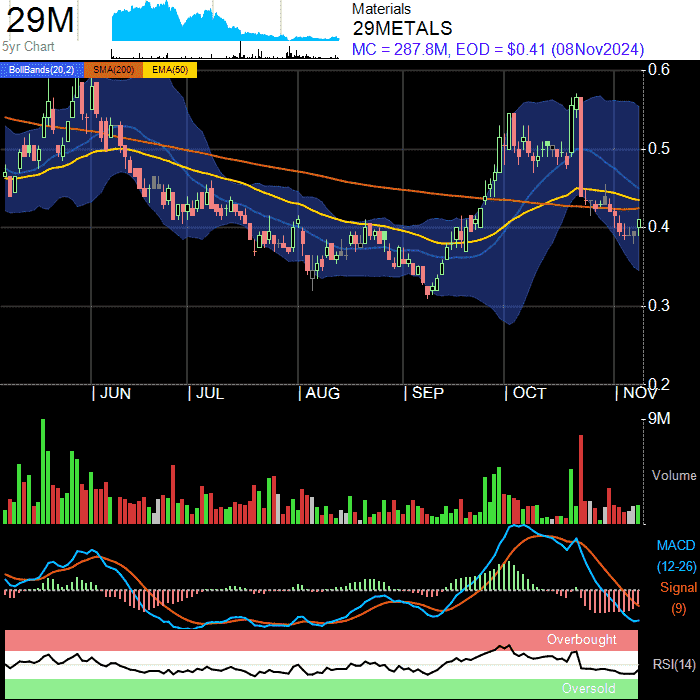 29M
5yr Chart
Materials
29METALS
MC = 287.8M, EOD = $0.41 (08Nov2024)
BollBands(20,2) SMA(200) EMA(50)
0.6
0.5
0.4
0.3
0.2
| JUN | JUL | AUG | SEP | OCT | NOV
9M
Volume
MACD
(12-26)
Signal
(9)
Overbought
RSI(14)
Oversold